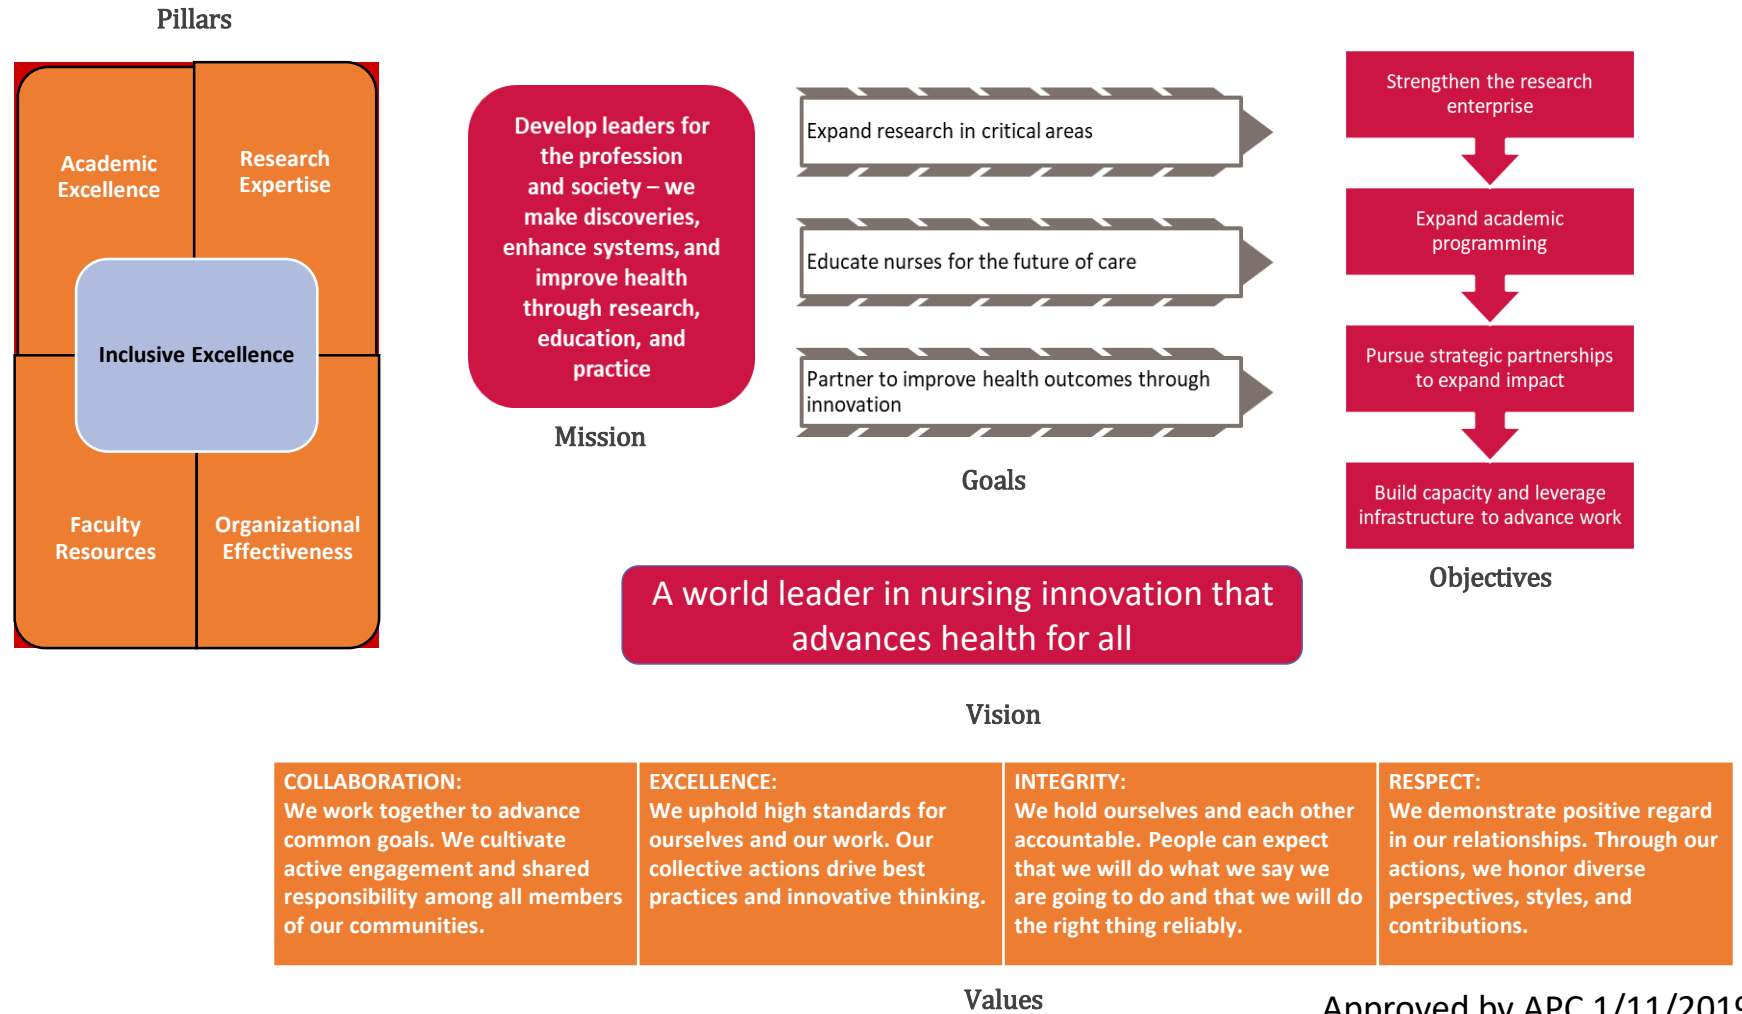 Pillars
Academic
Excellence
Research
Expertise
Inclusive Excellence
Faculty
Resources
Organizational
Effectiveness
Develop leaders for
the profession
and society – we
make discoveries,
enhance systems, and
improve health
through research,
education, and
practice
Mission
Expand research in critical areas
Educate nurses for the future of care
Partner to improve health outcomes through
innovation
Goals
Strengthen the research
enterprise
Expand academic
programming
Pursue strategic partnerships
to expand impact
Build capacity and leverage
infrastructure to advance work
Objectives
A world leader in nursing innovation that
advances health for all
Vision
COLLABORATION:
We work together to advance
common goals. We cultivate
active engagement and shared
responsibility among all members
of our communities.
EXCELLENCE:
We uphold high standards for
ourselves and our work. Our
collective actions drive best
practices and innovative thinking.
INTEGRITY:
We hold ourselves and each other
accountable. People can expect
that we will do what we say we
are going to do and that we will do
the right thing reliably.
RESPECT:
We demonstrate positive regard
in our relationships. Through our
actions, we honor diverse
perspectives, styles, and
contributions.
Values
Approved by APC 1/11/2019